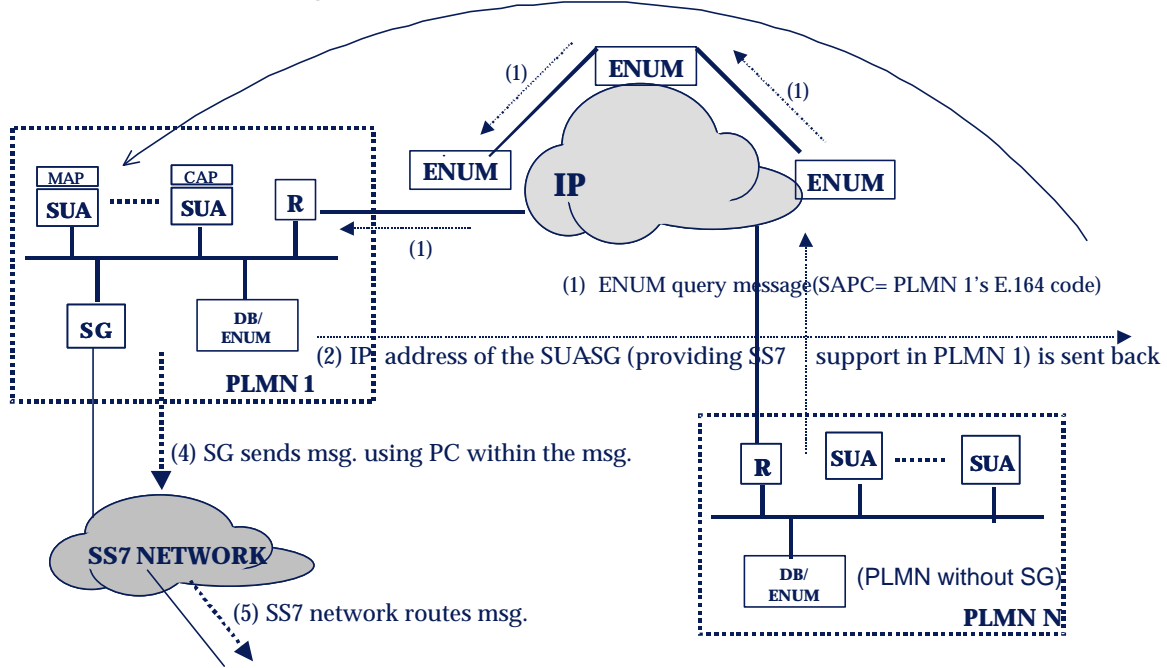 ENUM
(1)
(1)
ENUM
ENUM
IP
MAP
CAP
SUA
SUA
R
(1)
(1) ENUM query message(SAPC= PLMN 1's E.164 code)
SG
DB/
ENUM
(2) IP address of the SUASG (providing SS7 support in PLMN 1) is sent back
PLMN 1
(4) SG sends msg. using PC within the msg.
R
SUA
SUA
SS7 NETWORK
DB/
ENUM
(PLMN without SG)
(5) SS7 network routes msg.
PLMN N